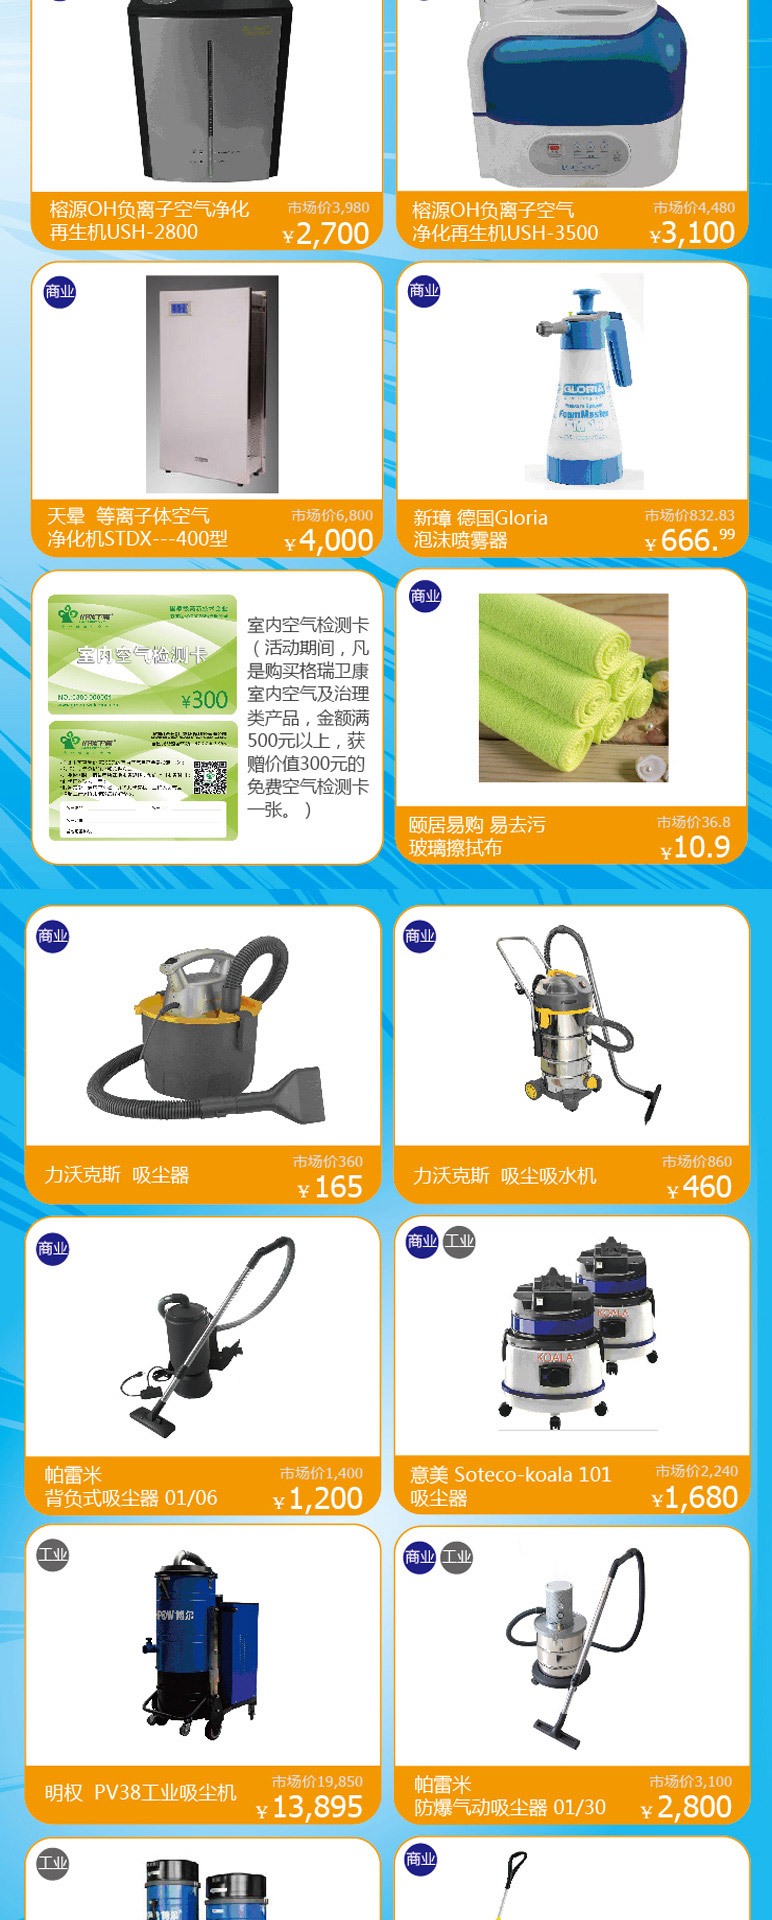 榕源OH负离子空气净化
再生机USH-2800
市场价3,980
¥2,700
榕源OH负离子空气
净化再生机USH-3500
市场价4,480
¥3,100
商业
天晕 等离子体空气
净化机STDX---400型
市场价6,800
¥4,000
商业
GLORIA
FoamMaster
新璋 德国Gloria
泡沫喷雾器
市场价832.83
¥666.99
室内空气检测卡
¥300
室内空气检测卡
（活动期间，凡
是购买格瑞卫康
室内空气及治理
类产品，金额满
500元以上，获
赠价值300元的
免费空气检测卡
一张。）
商业
颐居易购 易去污
玻璃擦拭布
市场价36.8
¥10.9
商业
力沃克斯 吸尘器
市场价360
¥165
商业
力沃克斯 吸尘吸水机
市场价860
¥460
商业
帕雷米
背负式吸尘器 01/06
市场价1,400
¥1,200
商业 工业
KOALA
KOALA
意美 Soteco-koala 101
吸尘器
市场价2,240
¥1,680
工业
明权 PV38工业吸尘机
市场价19,850
¥13,895
商业 工业
帕雷米
防爆气动吸尘器 01/30
市场价3,100
¥2,800
工业
商业